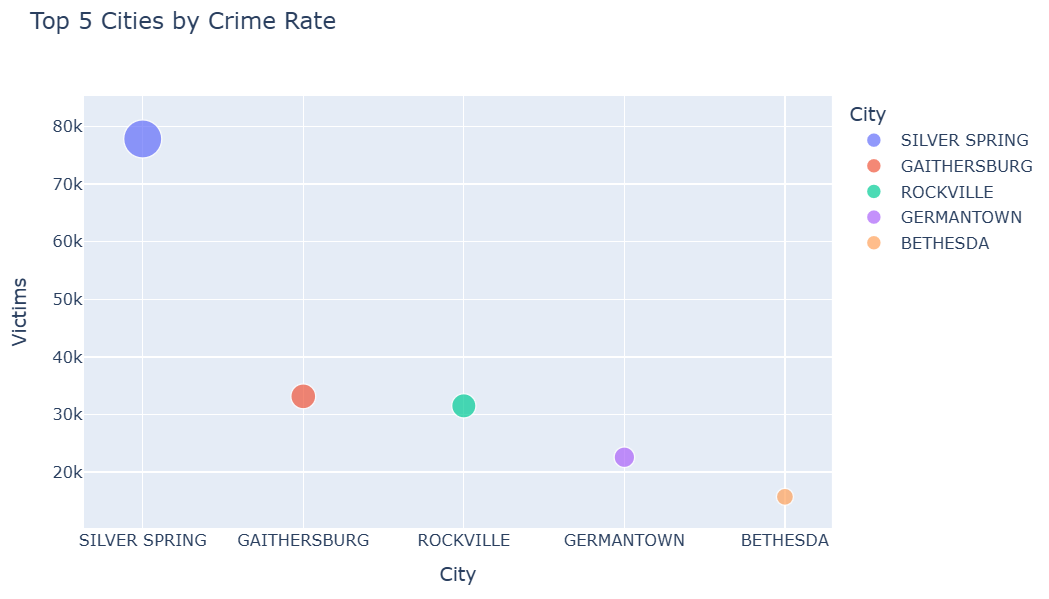 Top 5 Cities by Crime Rate
Victims
80k
70k
60k
50k
40k
30k
20k
SILVER SPRING
GAITHERSBURG
ROCKVILLE
GERMANTOWN
BETHESDA
City
City
SILVER SPRING
GAITHERSBURG
ROCKVILLE
GERMANTOWN
BETHESDA